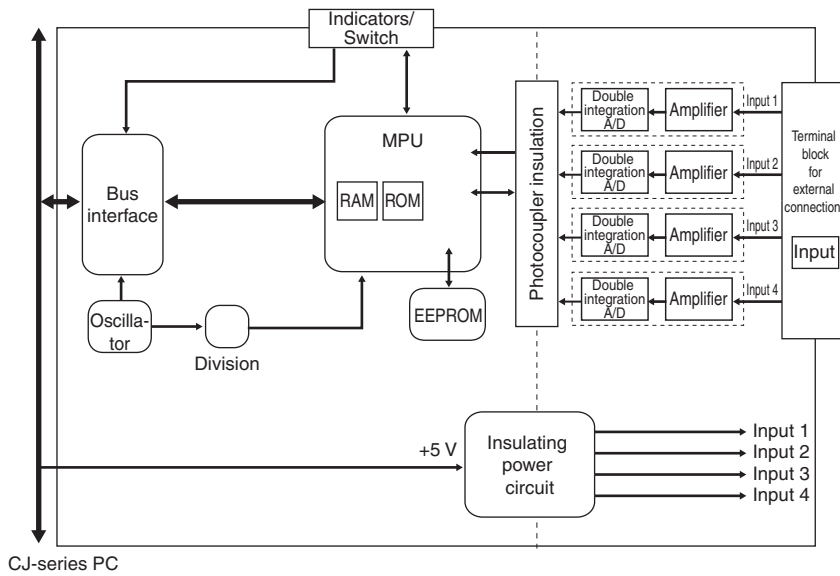 Indicators/
Switch
Bus
interface
MPU
RAM
ROM
Oscilla-
tor
Division
EEPROM
Photocoupler insulation
Double
integration
A/D
Amplifier
Input 1
Double
integration
A/D
Amplifier
Input 2
Double
integration
A/D
Amplifier
Input 3
Double
integration
A/D
Amplifier
Input 4
Terminal
block
for
external
connection
Input
+5 V
Insulating
power
circuit
Input 1
Input 2
Input 3
Input 4
CJ-series PC